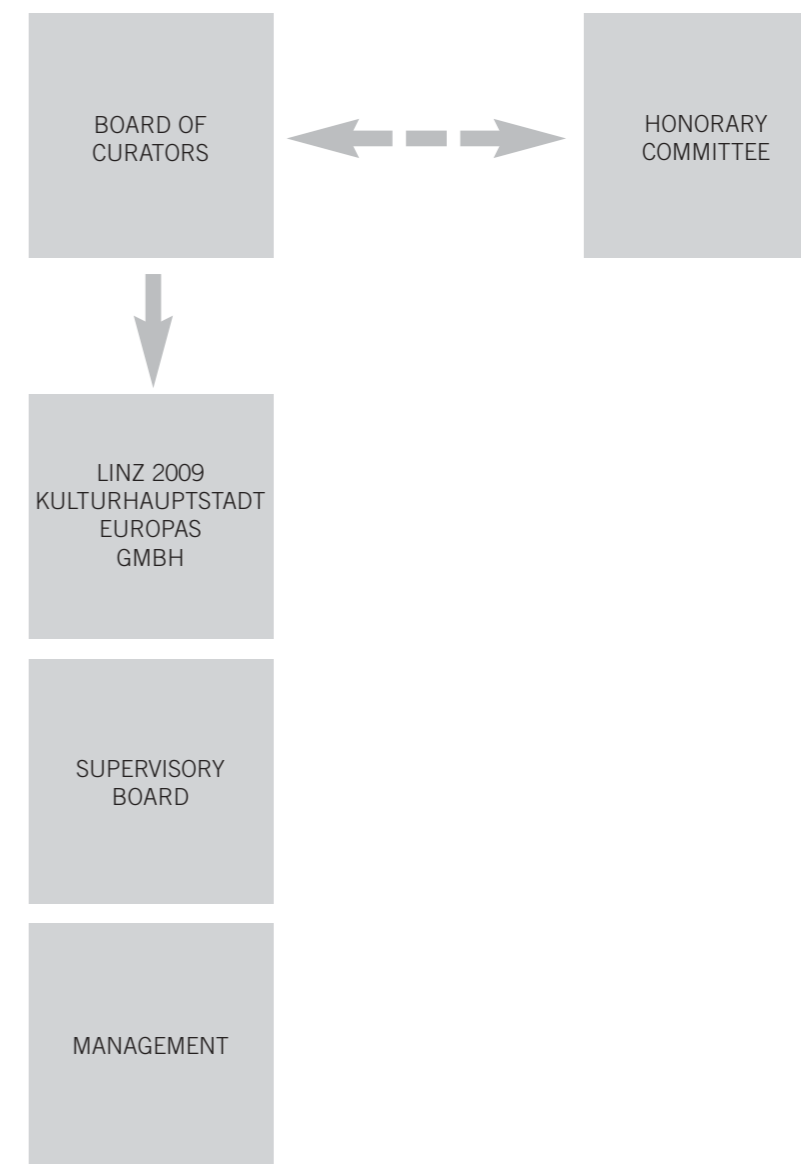 BOARD OF
CURATORS
HONORARY
COMMITTEE
LINZ 2009
KULTURHAUPTSTADT
EUROPAS
GMBH
SUPERVISORY
BOARD
MANAGEMENT